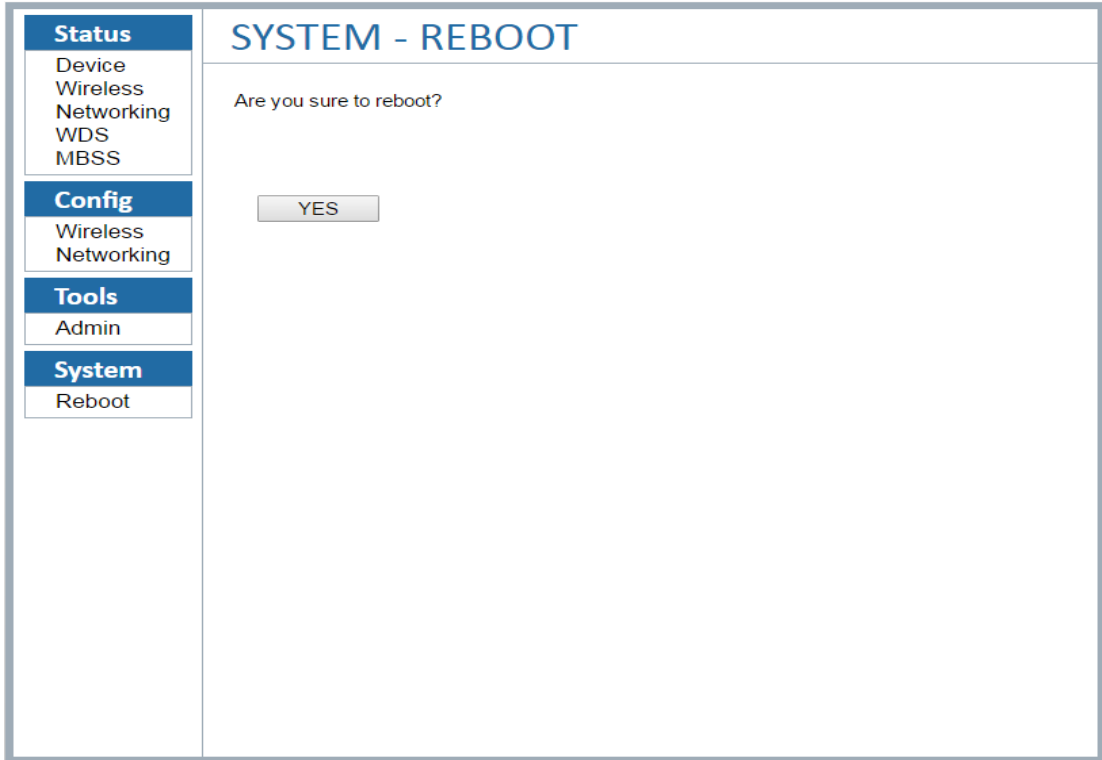 Status
Device
Wireless
Networking
WDS
MBSS
Config
Wireless
Networking
Tools
Admin
System
Reboot
SYSTEM - REBOOT
Are you sure to reboot?
YES